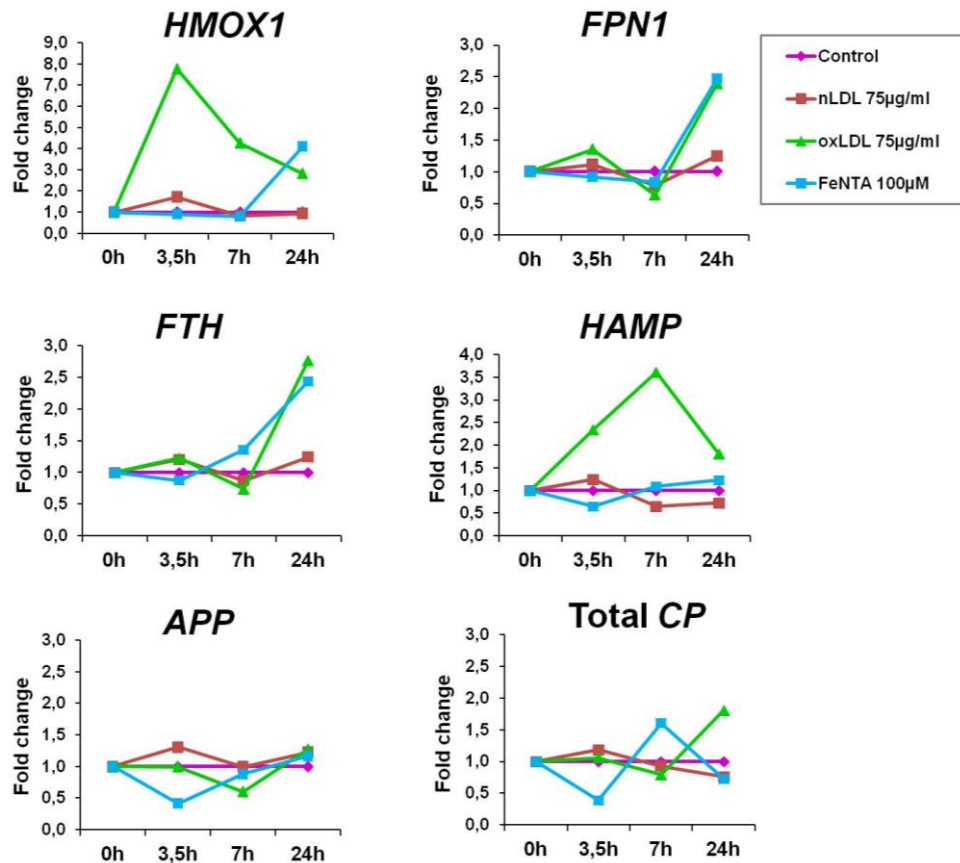 HMOX1
Fold change
9,0
8,0
7,0
6,0
5,0
4,0
3,0
2,0
1,0
0,0
0h 3,5h 7h 24h
FPN1
Fold change
3,0
2,5
2,0
1,5
1,0
0,5
0,0
0h 3,5h 7h 24h
Control
nLDL 75µg/ml
oxLDL 75µg/ml
FeNTA 100µM
FTH
Fold change
3,0
2,5
2,0
1,5
1,0
0,5
0,0
0h 3,5h 7h 24h
HAMP
Fold change
4,0
3,5
3,0
2,5
2,0
1,5
1,0
0,5
0,0
0h 3,5h 7h 24h
APP
Fold change
3,0
2,5
2,0
1,5
1,0
0,5
0,0
0h 3,5h 7h 24h
Total CP
Fold change
3,0
2,5
2,0
1,5
1,0
0,5
0,0
0h 3,5h 7h 24h